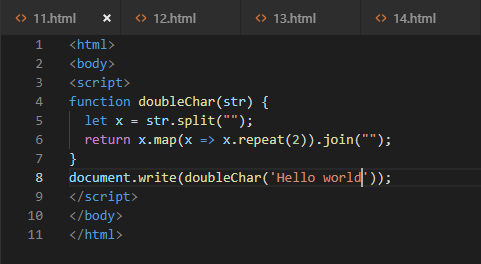 <> 11.html × <> 12.html <> 13.html <> 14.html
1 <html>
2 <body>
3 <script>
4 function doubleChar(str) {
5 let x = str.split("");
6 return x.map(x => x.repeat(2)).join("");
7 }
8 document.write(doubleChar('Hello world'));
9 </script>
10 </body>
11 </html>